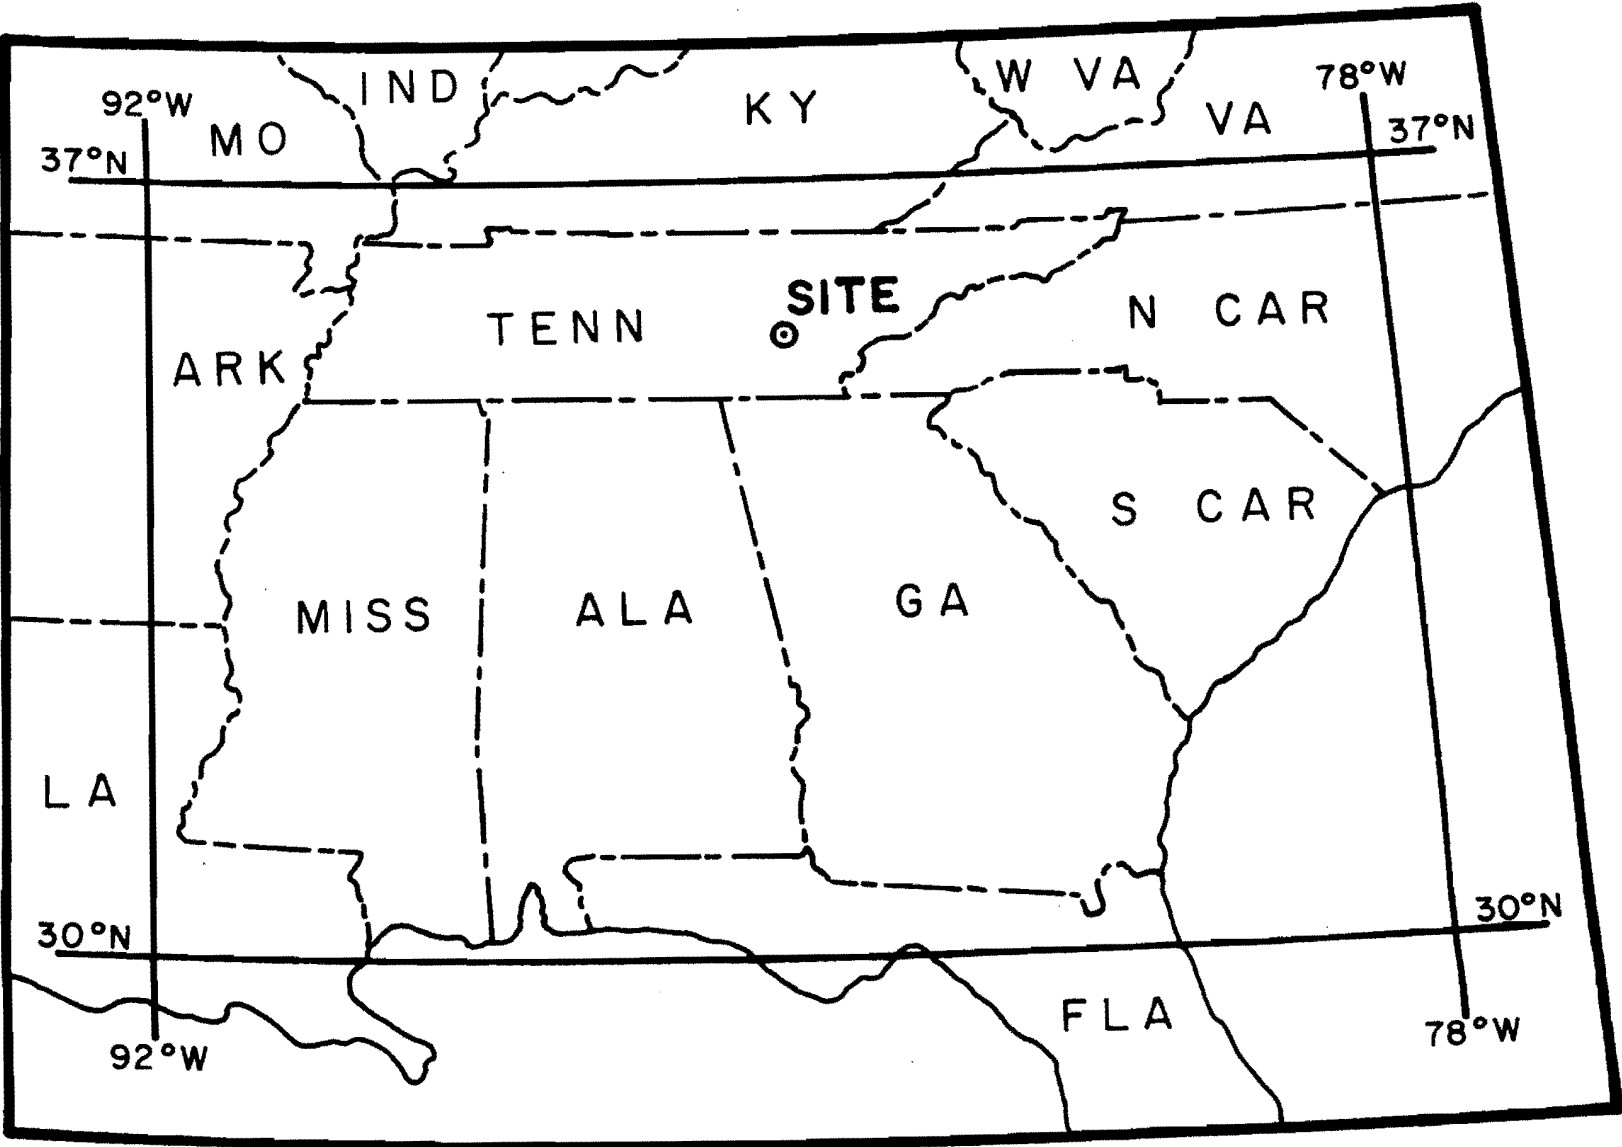 IND
W VA
78°W
92°W
KY
VA
MO
37°N
37°N
SITE
TENN
N CAR
ARK
S CAR
MISS
ALA
GA
LA
30°N
30°N
FLA
78°W
92°W